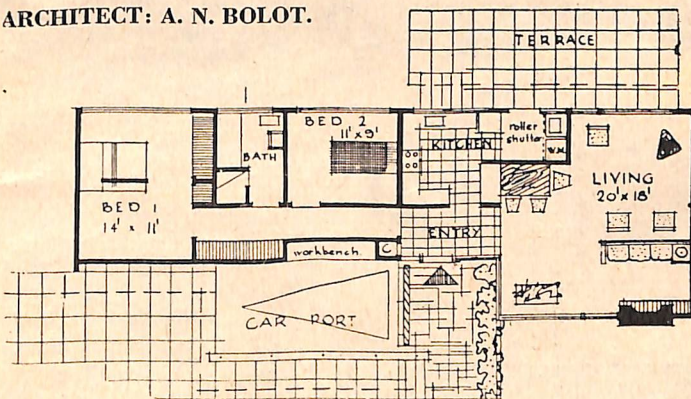 ARCHITECT: A. N. BOLOT.
TERRACE
BED 2
11' x 9'
roller
shutter
KITCHEN
W.M.
BATH
LIVING
20' x 18'
BED 1
14' x 11'
ENTRY
workbench.
C
CAR PORT